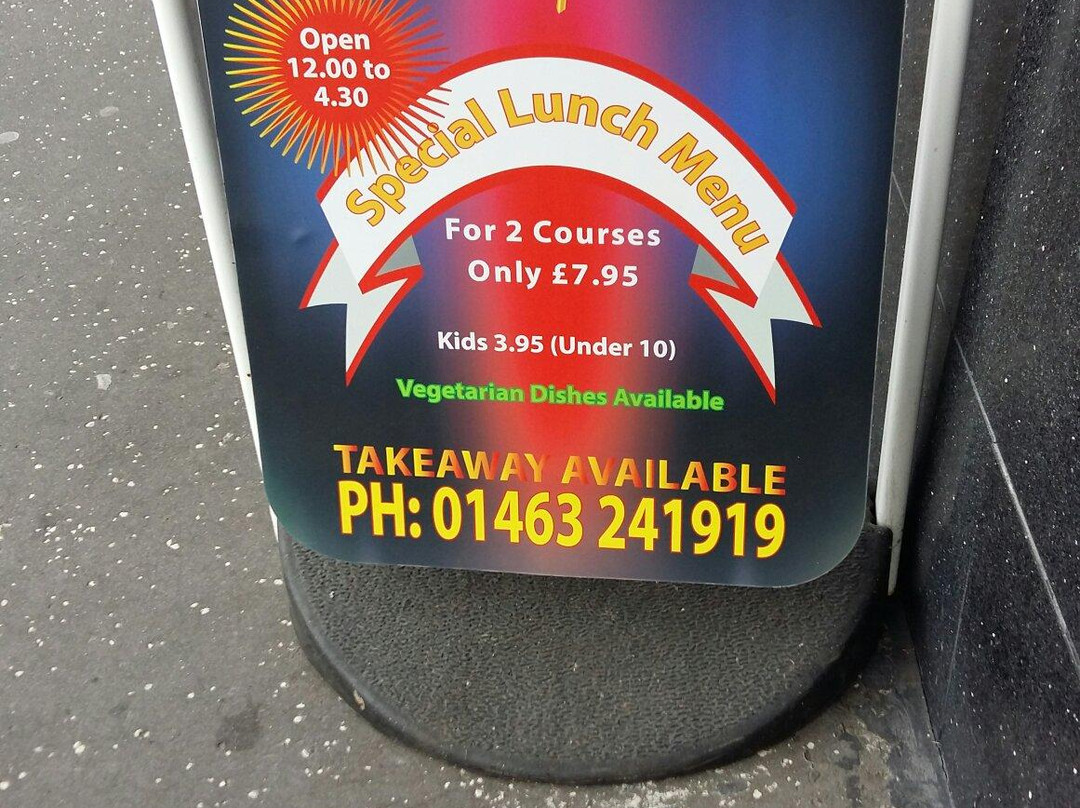 Open
12.00 to
4.30
Special Lunch Menu
For 2 Courses
Only £7.95
Kids 3.95 (Under 10)
Vegetarian Dishes Available
TAKEAWAY AVAILABLE
PH: 01463 241919